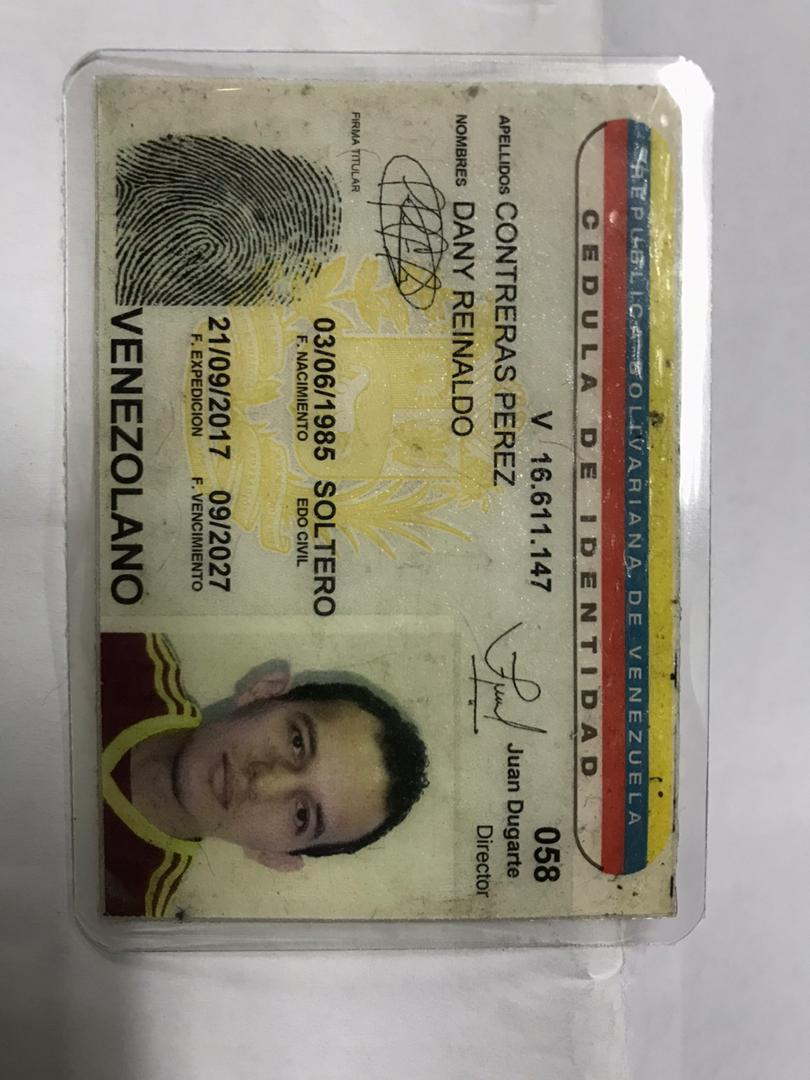 REPUBLICA BOLIVARIANA DE VENEZUELA
CEDULA DE IDENTIDAD
V 16.611.147
058
APELLIDOS CONTRERAS PEREZ
Juan Dugarte
Director
NOMBRES DANY REINALDO
FIRMA TITULAR
03/06/1985 SOLTERO
F. NACIMIENTO EDO CIVIL
21/09/2017 09/2027
F. EXPEDICION F. VENCIMIENTO
VENEZOLANO